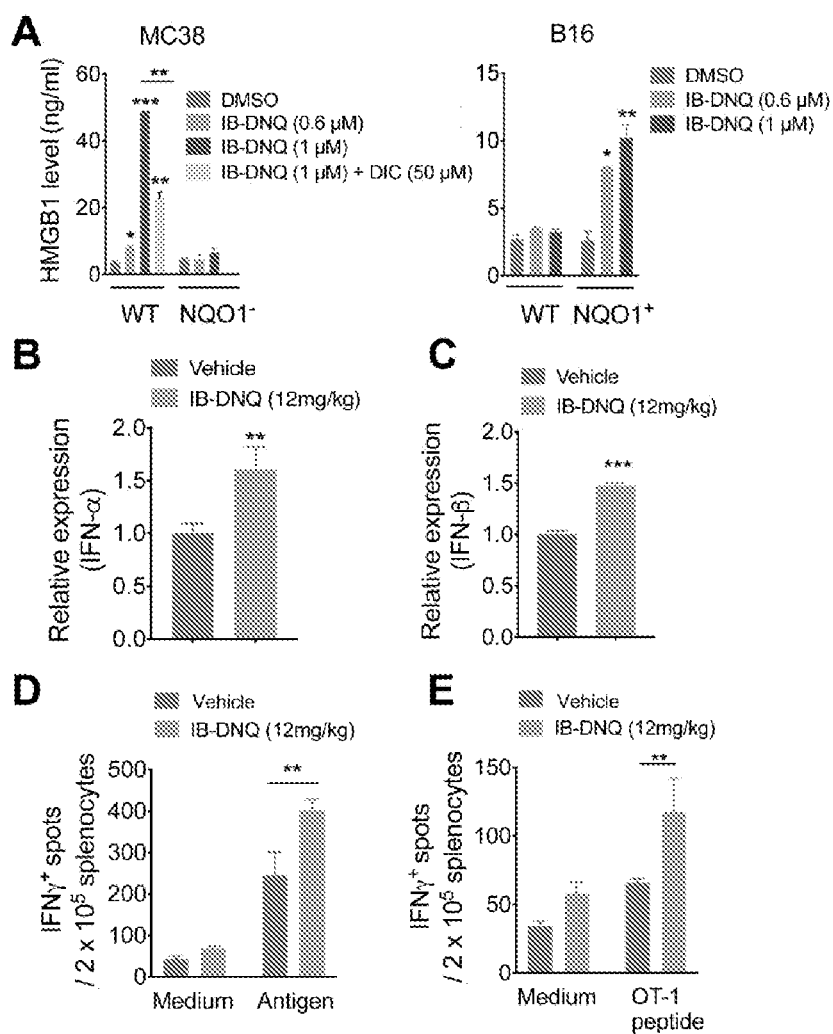 A
MC38
B16
HMGB1 level (ng/ml)
60
40
20
0
***
**
*
**
DMSO
IB-DNQ (0.6 µM)
IB-DNQ (1 µM)
IB-DNQ (1 µM) + DIC (50 µM)
WT
NQO1⁻
15
10
5
0
*
**
DMSO
IB-DNQ (0.6 µM)
IB-DNQ (1 µM)
WT
NQO1⁺
B
Vehicle
IB-DNQ (12mg/kg)
Relative expression
(IFN-α)
2.0
1.5
1.0
0.5
0.0
**
C
Vehicle
IB-DNQ (12mg/kg)
Relative expression
(IFN-β)
2.0
1.5
1.0
0.5
0.0
***
D
Vehicle
IB-DNQ (12mg/kg)
IFNγ⁺ spots
/ 2 x 10⁵ splenocytes
500
400
300
200
100
0
**
Medium
Antigen
E
Vehicle
IB-DNQ (12mg/kg)
IFNγ⁺ spots
/ 2 x 10⁵ splenocytes
150
100
50
0
**
Medium
OT-1
peptide